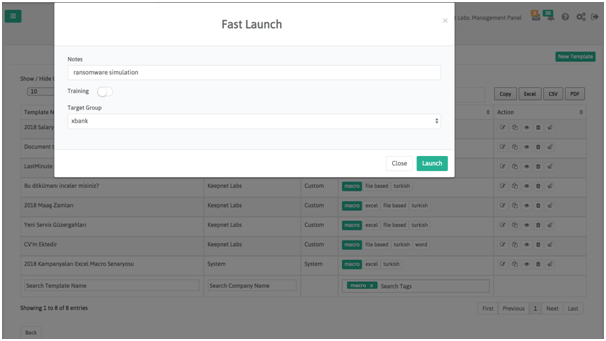 Fast Launch
×
r Labs. Management Panel
Notes
ransomware simulation
Training
Target Group
xbank
Close
Launch
New Template
Show / Hide
10
Copy
Excel
CSV
PDF
Template N
Action
2018 Salary
Document t
LastMinute
Bu dökümanı inceler misiniz? Keepnet Labs Custom macro file based turkish
2018 Maaş Zamları Keepnet Labs Custom macro excel file based turkish
Yeni Servis Güzergahları Keepnet Labs Custom macro file based turkish
CV'm Ektedir Keepnet Labs Custom macro file based turkish word
2018 Kampanyaları Excel Macro Senaryosu System System macro excel turkish
Search Template Name Search Company Name macro x Search Tags
Showing 1 to 8 of 8 entries
First Previous 1 Next Last
Back